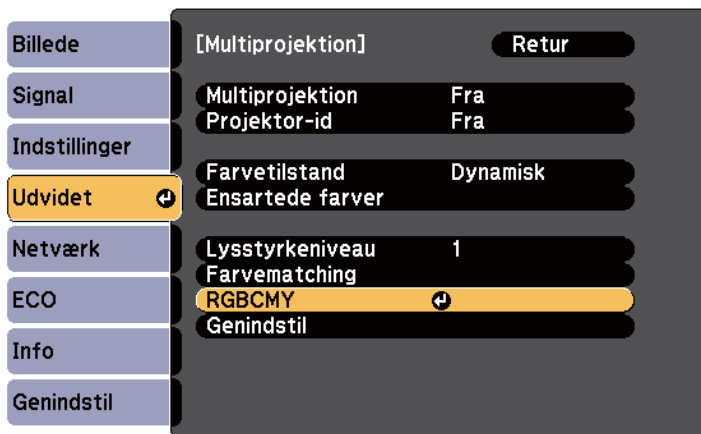 Billede
Signal
Indstillinger
Udvidet
Netværk
ECO
Info
Genindstil
[Multiprojektion] Retur
Multiprojektion Fra
Projektor-id Fra
Farvetilstand Dynamisk
Ensartede farver
Lysstyrkeniveau 1
Farvematching
RGBCMY
Genindstil